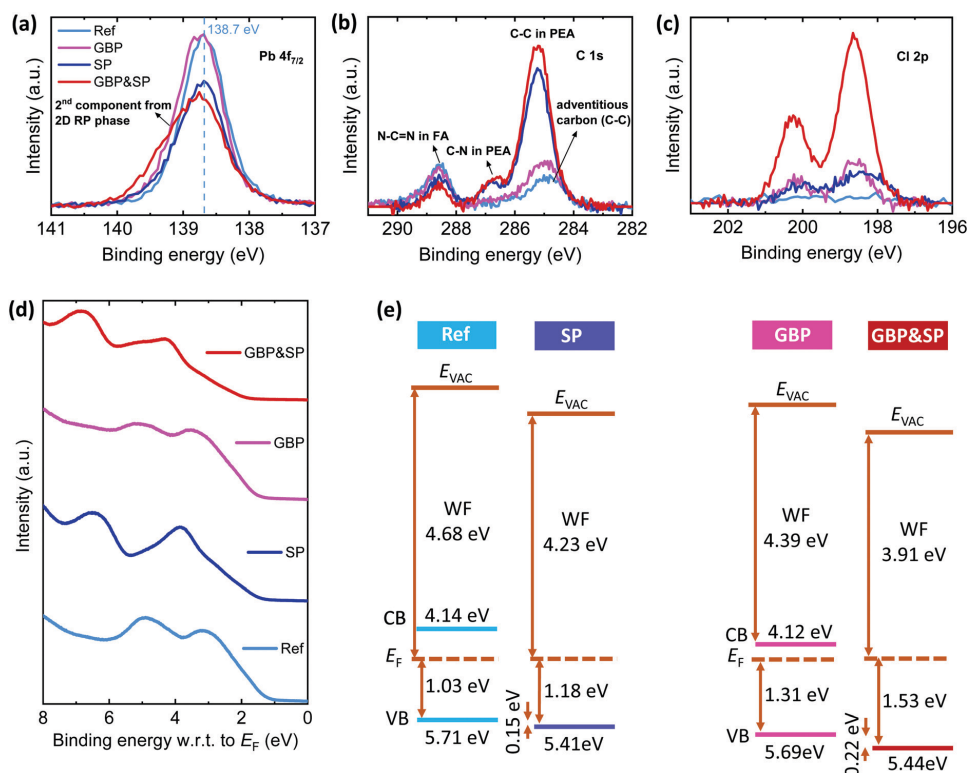 (a)
Ref
GBP
SP
GBP&SP
138.7 eV
Pb 4f7/2
2nd component from
2D RP phase
Intensity (a.u.)
141 140 139 138 137
Binding energy (eV)
(b)
C-C in PEA
C 1s
adventitious
carbon (C-C)
N-C=N in FA
C-N in PEA
Intensity (a.u.)
290 288 286 284 282
Binding energy (eV)
(c)
Cl 2p
Intensity (a.u.)
202 200 198 196
Binding energy (eV)
(d)
GBP&SP
GBP
SP
Ref
Intensity (a.u.)
8 6 4 2 0
Binding energy w.r.t. to EF (eV)
(e)
Ref SP GBP GBP&SP
EVAC
EVAC
EVAC
EVAC
WF
4.68 eV
WF
4.23 eV
WF
4.39 eV
WF
3.91 eV
CB 4.14 eV
CB 4.12 eV
EF
EF
1.03 eV
1.18 eV
1.31 eV
1.53 eV
VB
5.71 eV
0.15 eV
5.41eV
VB
5.69eV
0.22 eV
5.44eV